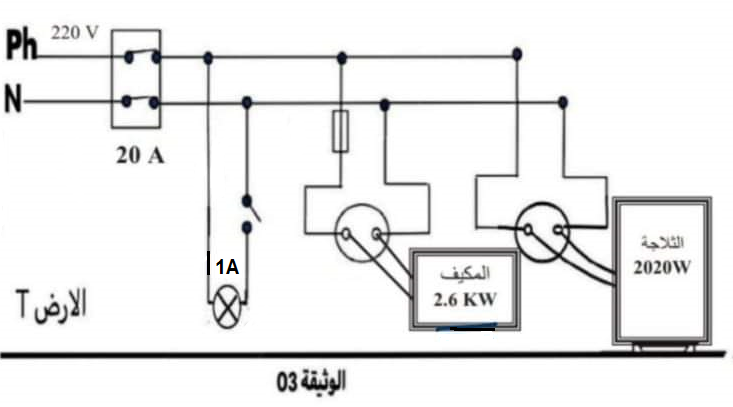 Ph 220 V
N
20 A
1A
المكيف
2.6 KW
الثلاجة
2020W
الارض T
الوثيقة 03